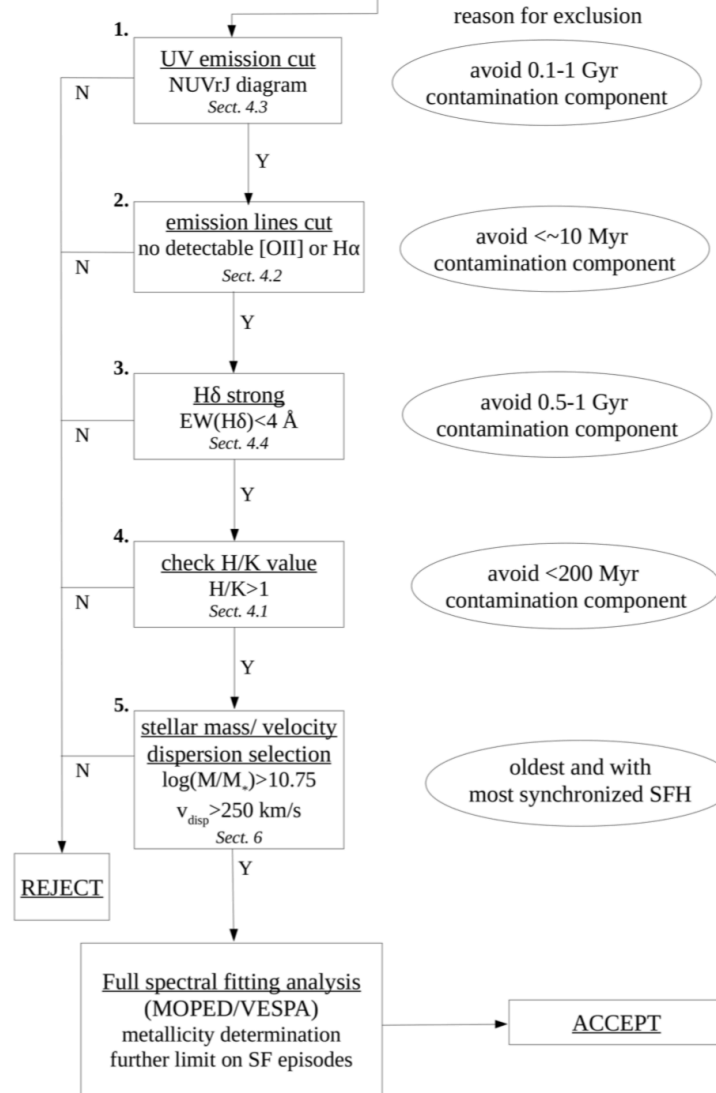 reason for exclusion
1.
UV emission cut
NUVrJ diagram
Sect. 4.3
N
avoid 0.1-1 Gyr
contamination component
Y
2.
emission lines cut
no detectable [OII] or Hα
Sect. 4.2
N
avoid <~10 Myr
contamination component
Y
3.
Hδ strong
EW(Hδ)<4 Å
Sect. 4.4
N
avoid 0.5-1 Gyr
contamination component
Y
4.
check H/K value
H/K>1
Sect. 4.1
N
avoid <200 Myr
contamination component
Y
5.
stellar mass/ velocity
dispersion selection
log(M/M*)>10.75
vdisp>250 km/s
Sect. 6
N
oldest and with
most synchronized SFH
Y
REJECT
Full spectral fitting analysis
(MOPED/VESPA)
metallicity determination
further limit on SF episodes
ACCEPT